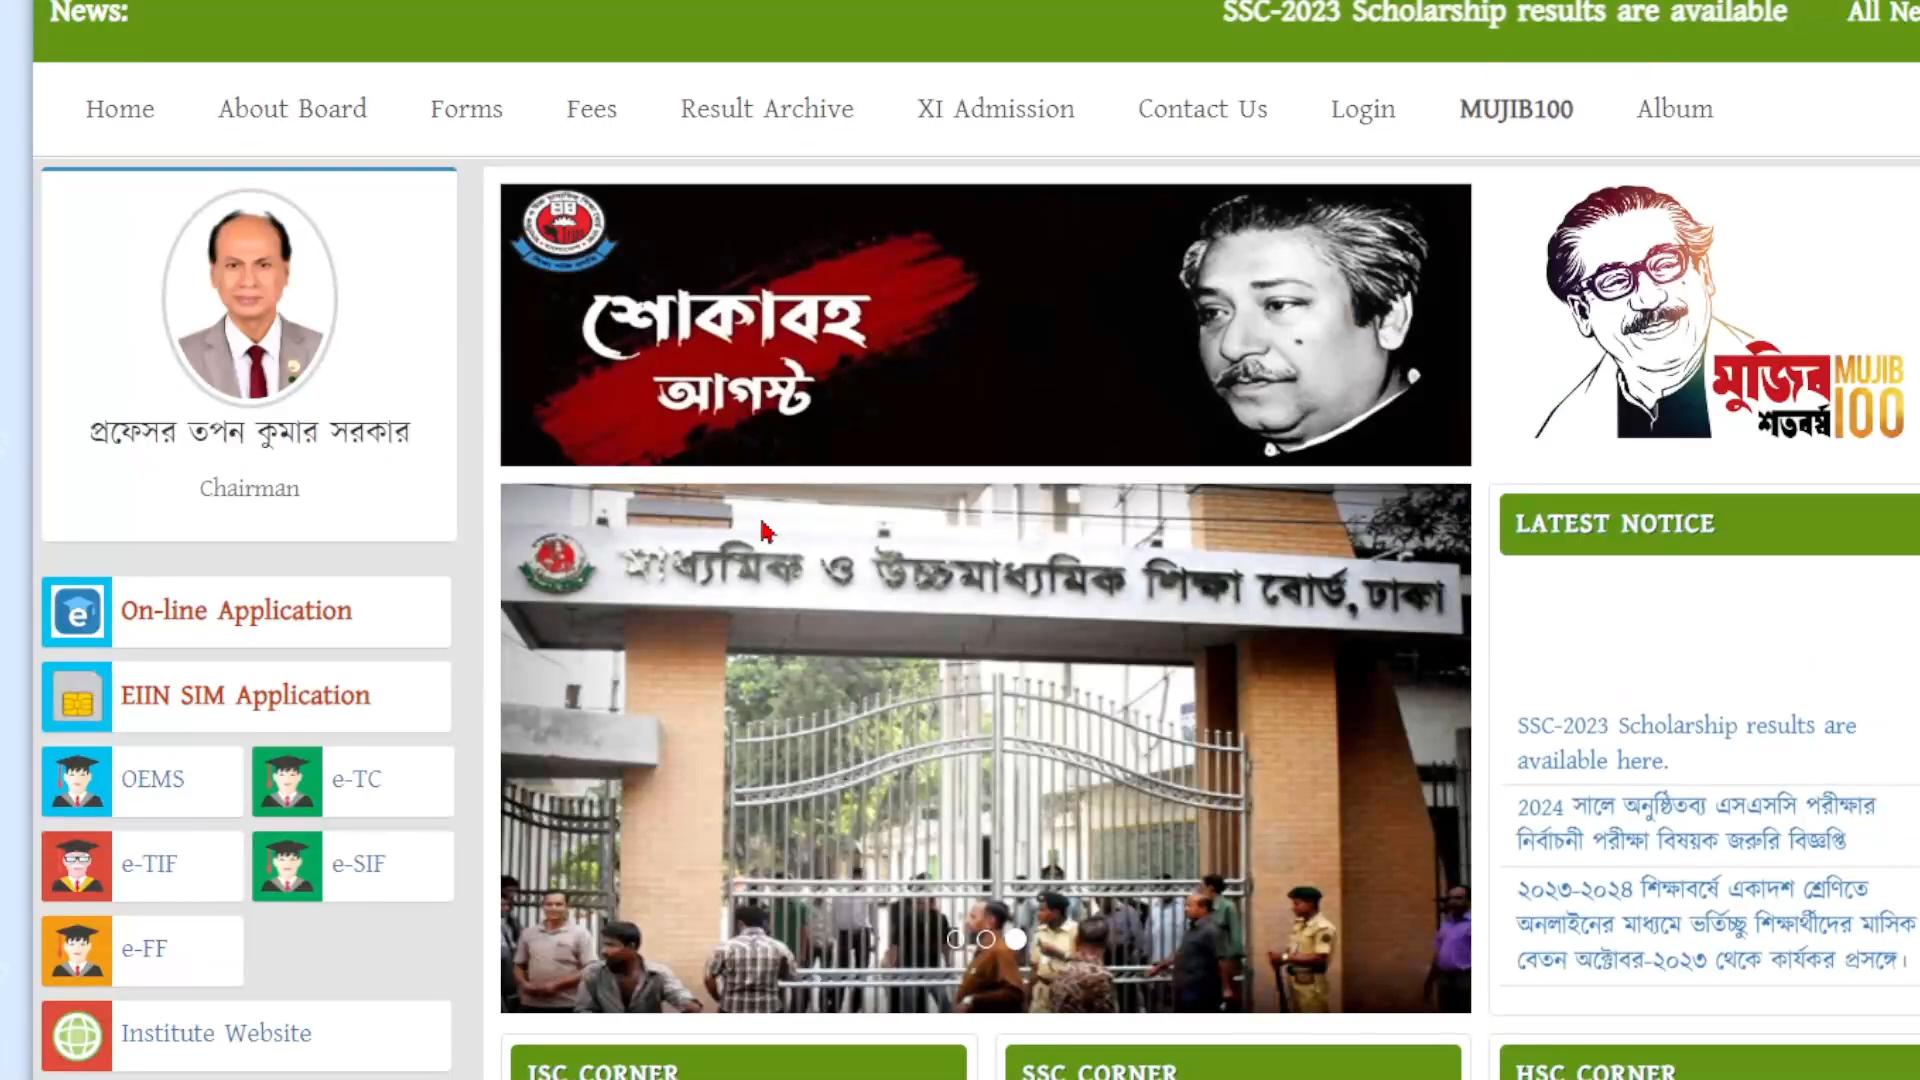 News:
SSC-2023 Scholarship results are available
All Ne
Home
About Board
Forms
Fees
Result Archive
XI Admission
Contact Us
Login
MUJIB100
Album
প্রফেসর তপন কুমার সরকার
Chairman
On-line Application
EIIN SIM Application
OEMS
e-TC
e-TIF
e-SIF
e-FF
Institute Website
শোকাবহ
আগস্ট
মাধ্যমিক ও উচ্চমাধ্যমিক শিক্ষা বোর্ড, ঢাকা
মুজিব
শতবর্ষ
MUJIB
100
LATEST NOTICE
SSC-2023 Scholarship results are
available here.
2024 সালে অনুষ্ঠিতব্য এসএসসি পরীক্ষার
নির্বাচনী পরীক্ষা বিষয়ক জরুরি বিজ্ঞপ্তি
২০২৩-২০২৪ শিক্ষাবর্ষে একাদশ শ্রেণিতে
অনলাইনের মাধ্যমে ভর্তিচ্ছু শিক্ষার্থীদের মাসিক
বেতন অক্টোবর-২০২৩ থেকে কার্যকর প্রসঙ্গে।
JSC CORNER
SSC CORNER
HSC CORNER